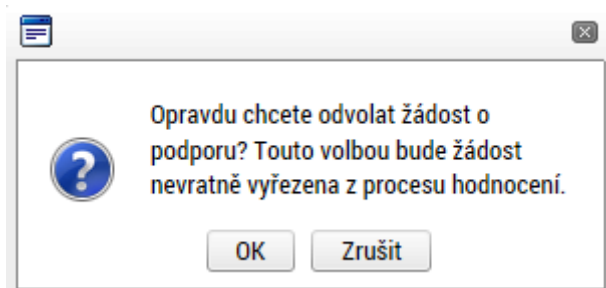 Opravdu chcete odvolat žádost o
podporu? Touto volbou bude žádost
nevratně vyřezena z procesu hodnocení.
OK
Zrušit